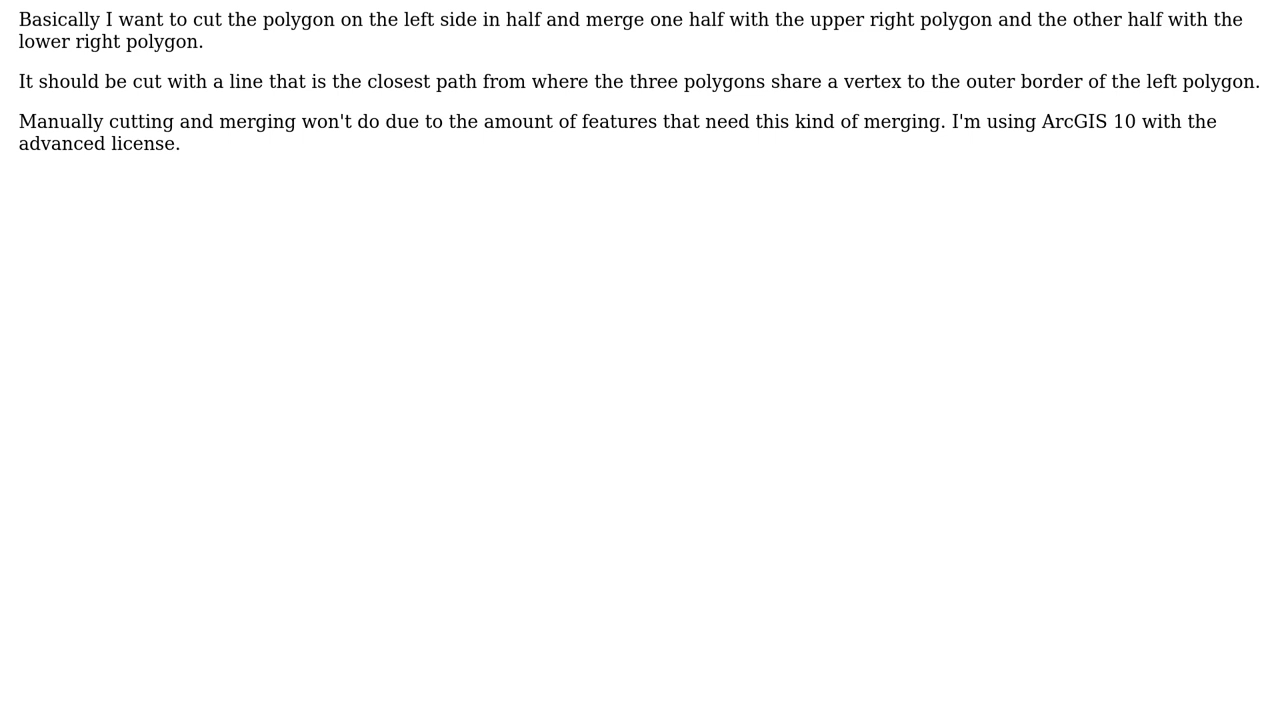 Basically I want to cut the polygon on the left side in half and merge one half with the upper right polygon and the other half with the
lower right polygon.
It should be cut with a line that is the closest path from where the three polygons share a vertex to the outer border of the left polygon.
Manually cutting and merging won't do due to the amount of features that need this kind of merging. I'm using ArcGIS 10 with the
advanced license.